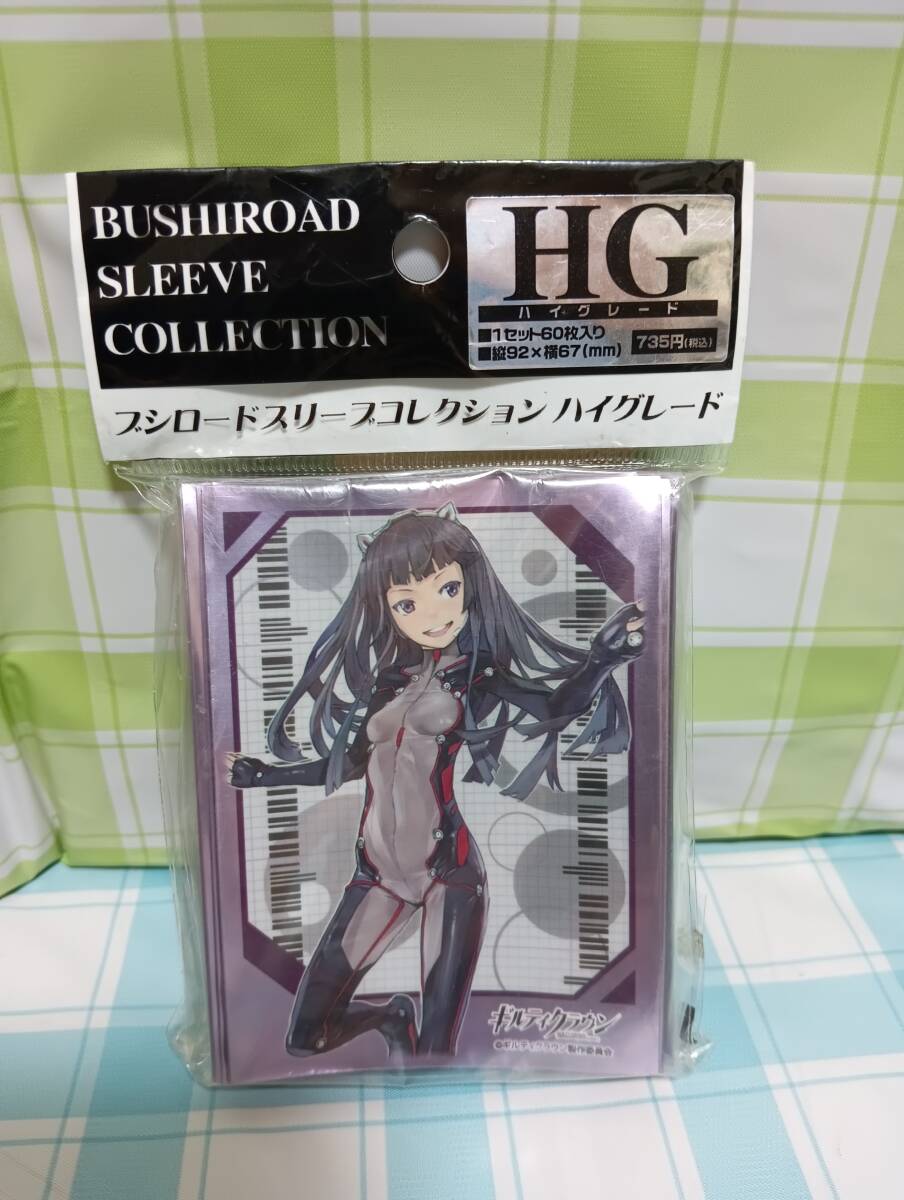 BUSHIROAD
SLEEVE
COLLECTION
HG
ハイグレード
■1セット60枚入り
■縦92×横67(mm)
735円(税込)
ブシロードスリーブコレクション ハイグレード
ギルティクラウン
©ギルティクラウン製作委員会